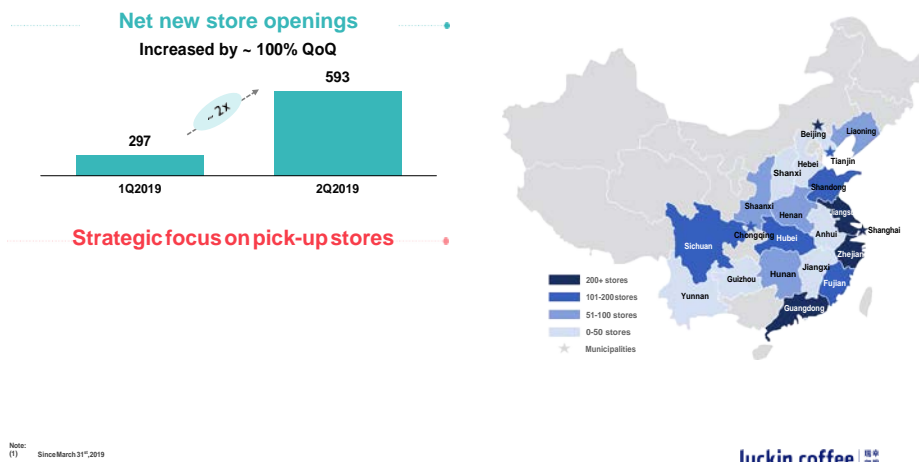 Net new store openings
Increased by ~ 100% QoQ
593
~ 2x
297
1Q2019
2Q2019
Strategic focus on pick-up stores
Beijing
Liaoning
Tianjin
Hebei
Shanxi
Shandong
Shaanxi
Henan
Jiangsu
Shanghai
Chongqing
Anhui
Sichuan
Hubei
Zhejian
Hunan
Jiangxi
Guizhou
Fujian
Yunnan
Guangdong
200+ stores
101-200 stores
51-100 stores
0-50 stores
Municipalities
Note:
(1) Since March 31st, 2019
luckin coffee